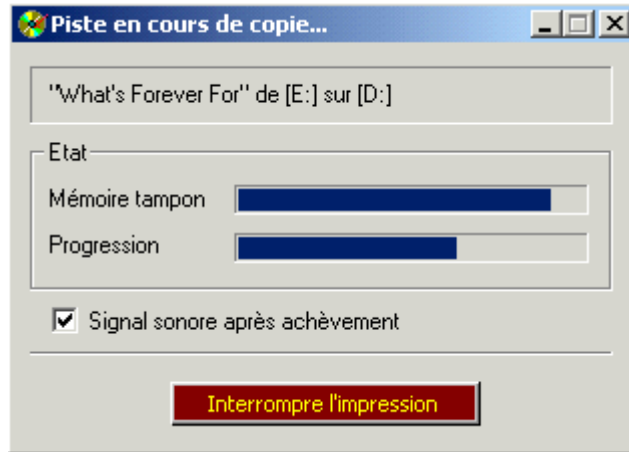 Piste en cours de copie...
"What's Forever For" de [E:] sur [D:]
Etat
Mémoire tampon
Progression
Signal sonore après achèvement
Interrompre l'impression